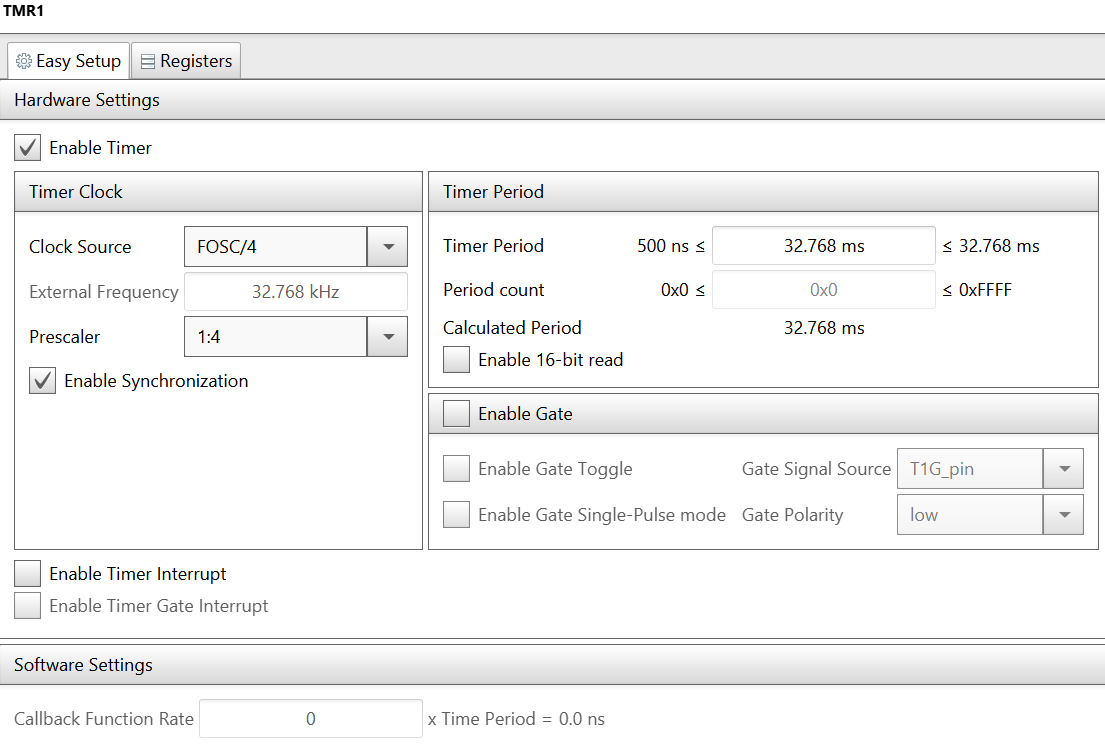 TMR1
Easy Setup Registers
Hardware Settings
Enable Timer
Timer Clock
Clock Source FOSC/4
External Frequency 32.768 kHz
Prescaler 1:4
Enable Synchronization
Timer Period
Timer Period 500 ns ≤ 32.768 ms ≤ 32.768 ms
Period count 0x0 ≤ 0x0 ≤ 0xFFFF
Calculated Period 32.768 ms
Enable 16-bit read
Enable Gate
Enable Gate Toggle Gate Signal Source T1G_pin
Enable Gate Single-Pulse mode Gate Polarity low
Enable Timer Interrupt
Enable Timer Gate Interrupt
Software Settings
Callback Function Rate 0 x Time Period = 0.0 ns